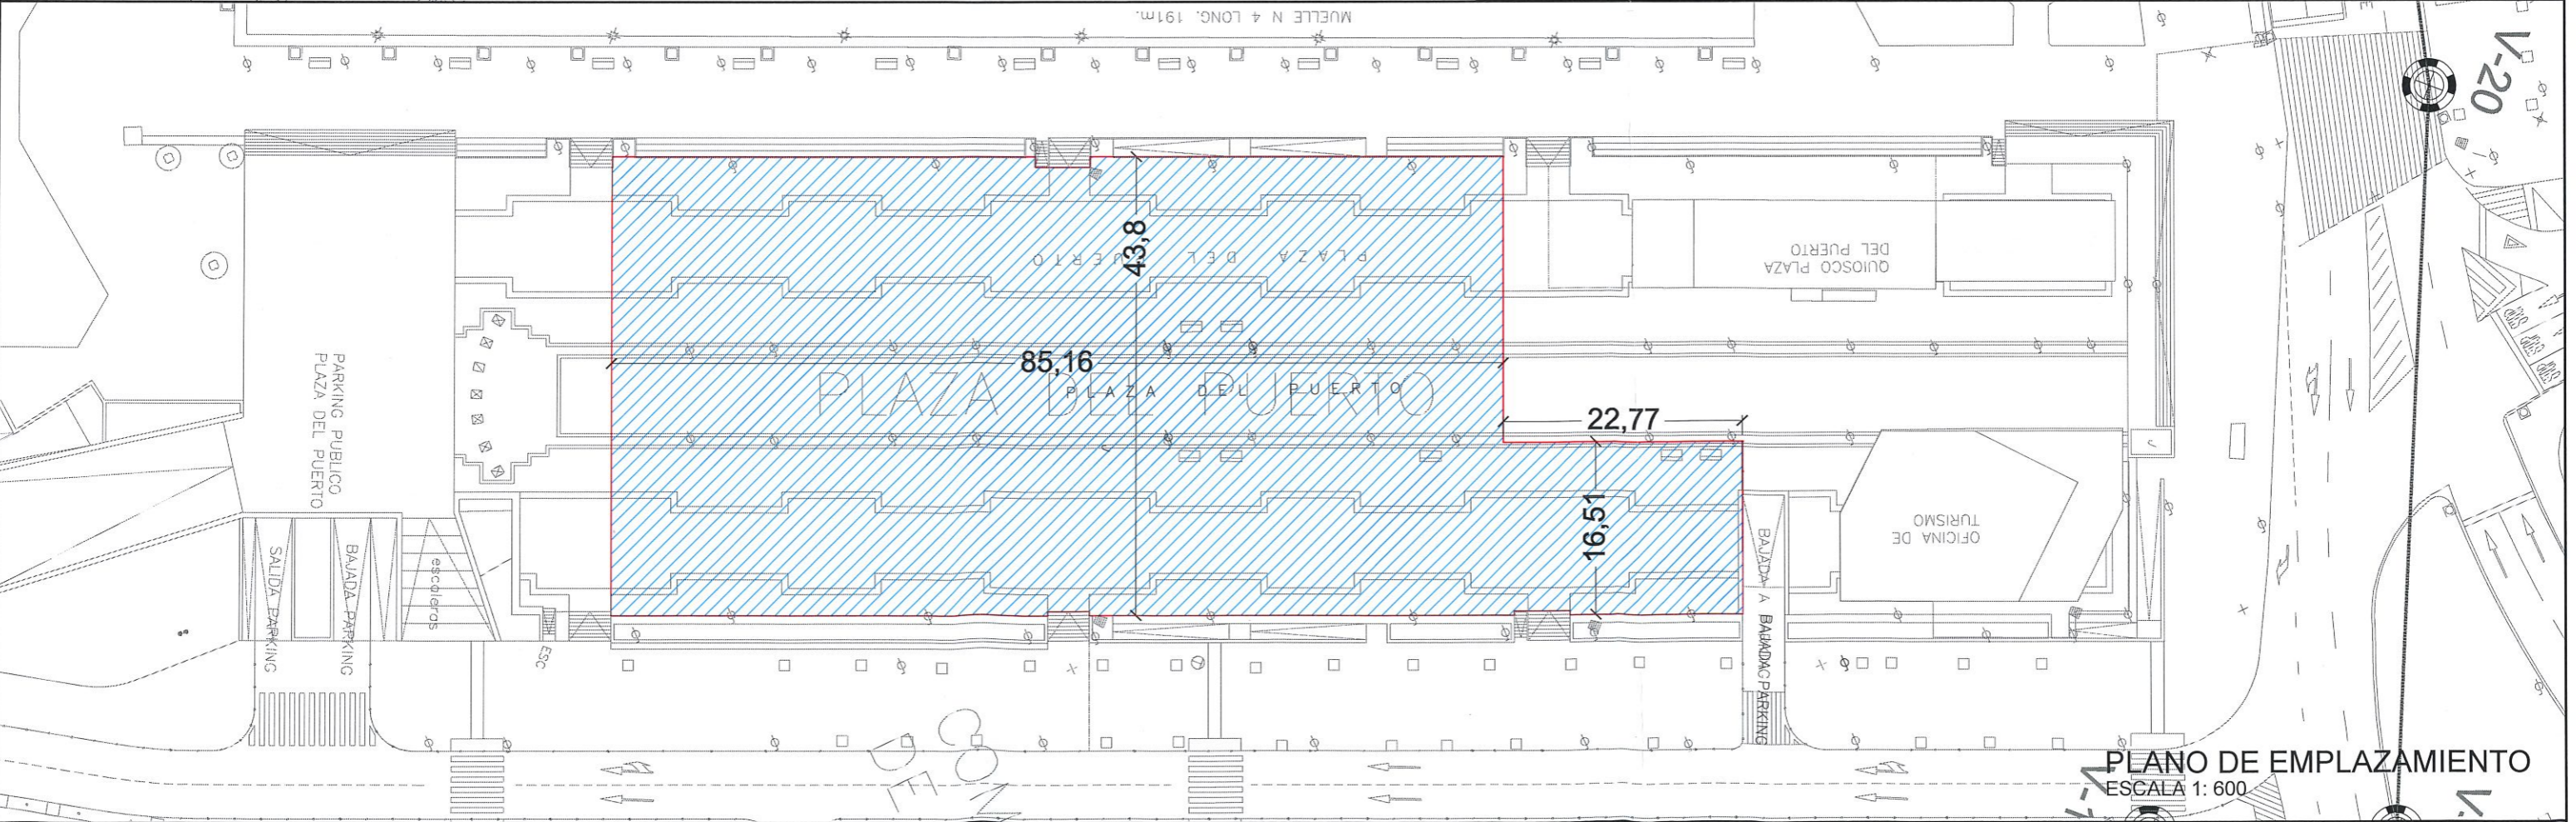 MUELLE N 4 LONG. 191m.
V-20
43,8
PLAZA DEL PUERTO
QUIOSCO PLAZA
DEL PUERTO
85,16
PLAZA DEL PUERTO
PLAZA DEL PUERTO
22,77
PARKING PUBLICO
PLAZA DEL PUERTO
16,51
OFICINA DE
TURISMO
SALIDA PARKING
BAJADA PARKING
escaleras
ESC
BAJADA A
PARKING
PLANO DE EMPLAZAMIENTO
ESCALA 1: 600